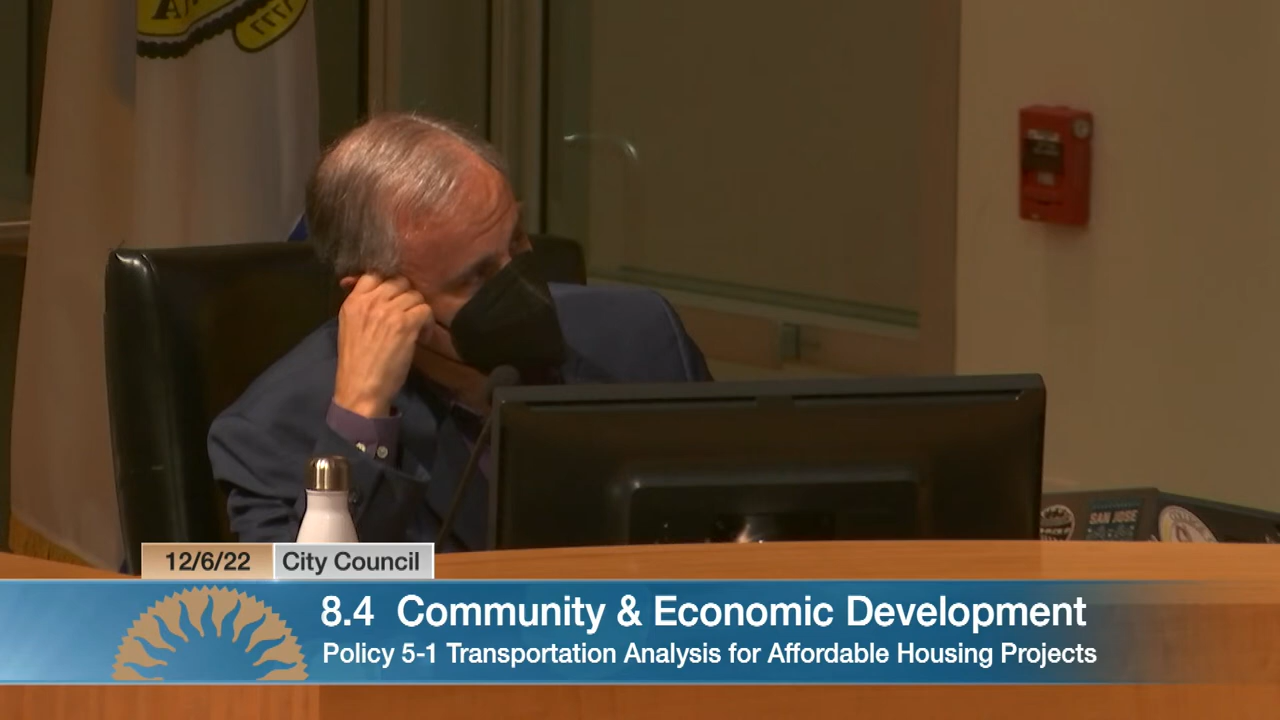 SAN JOSE
12/6/22 City Council
8.4 Community & Economic Development
Policy 5-1 Transportation Analysis for Affordable Housing Projects